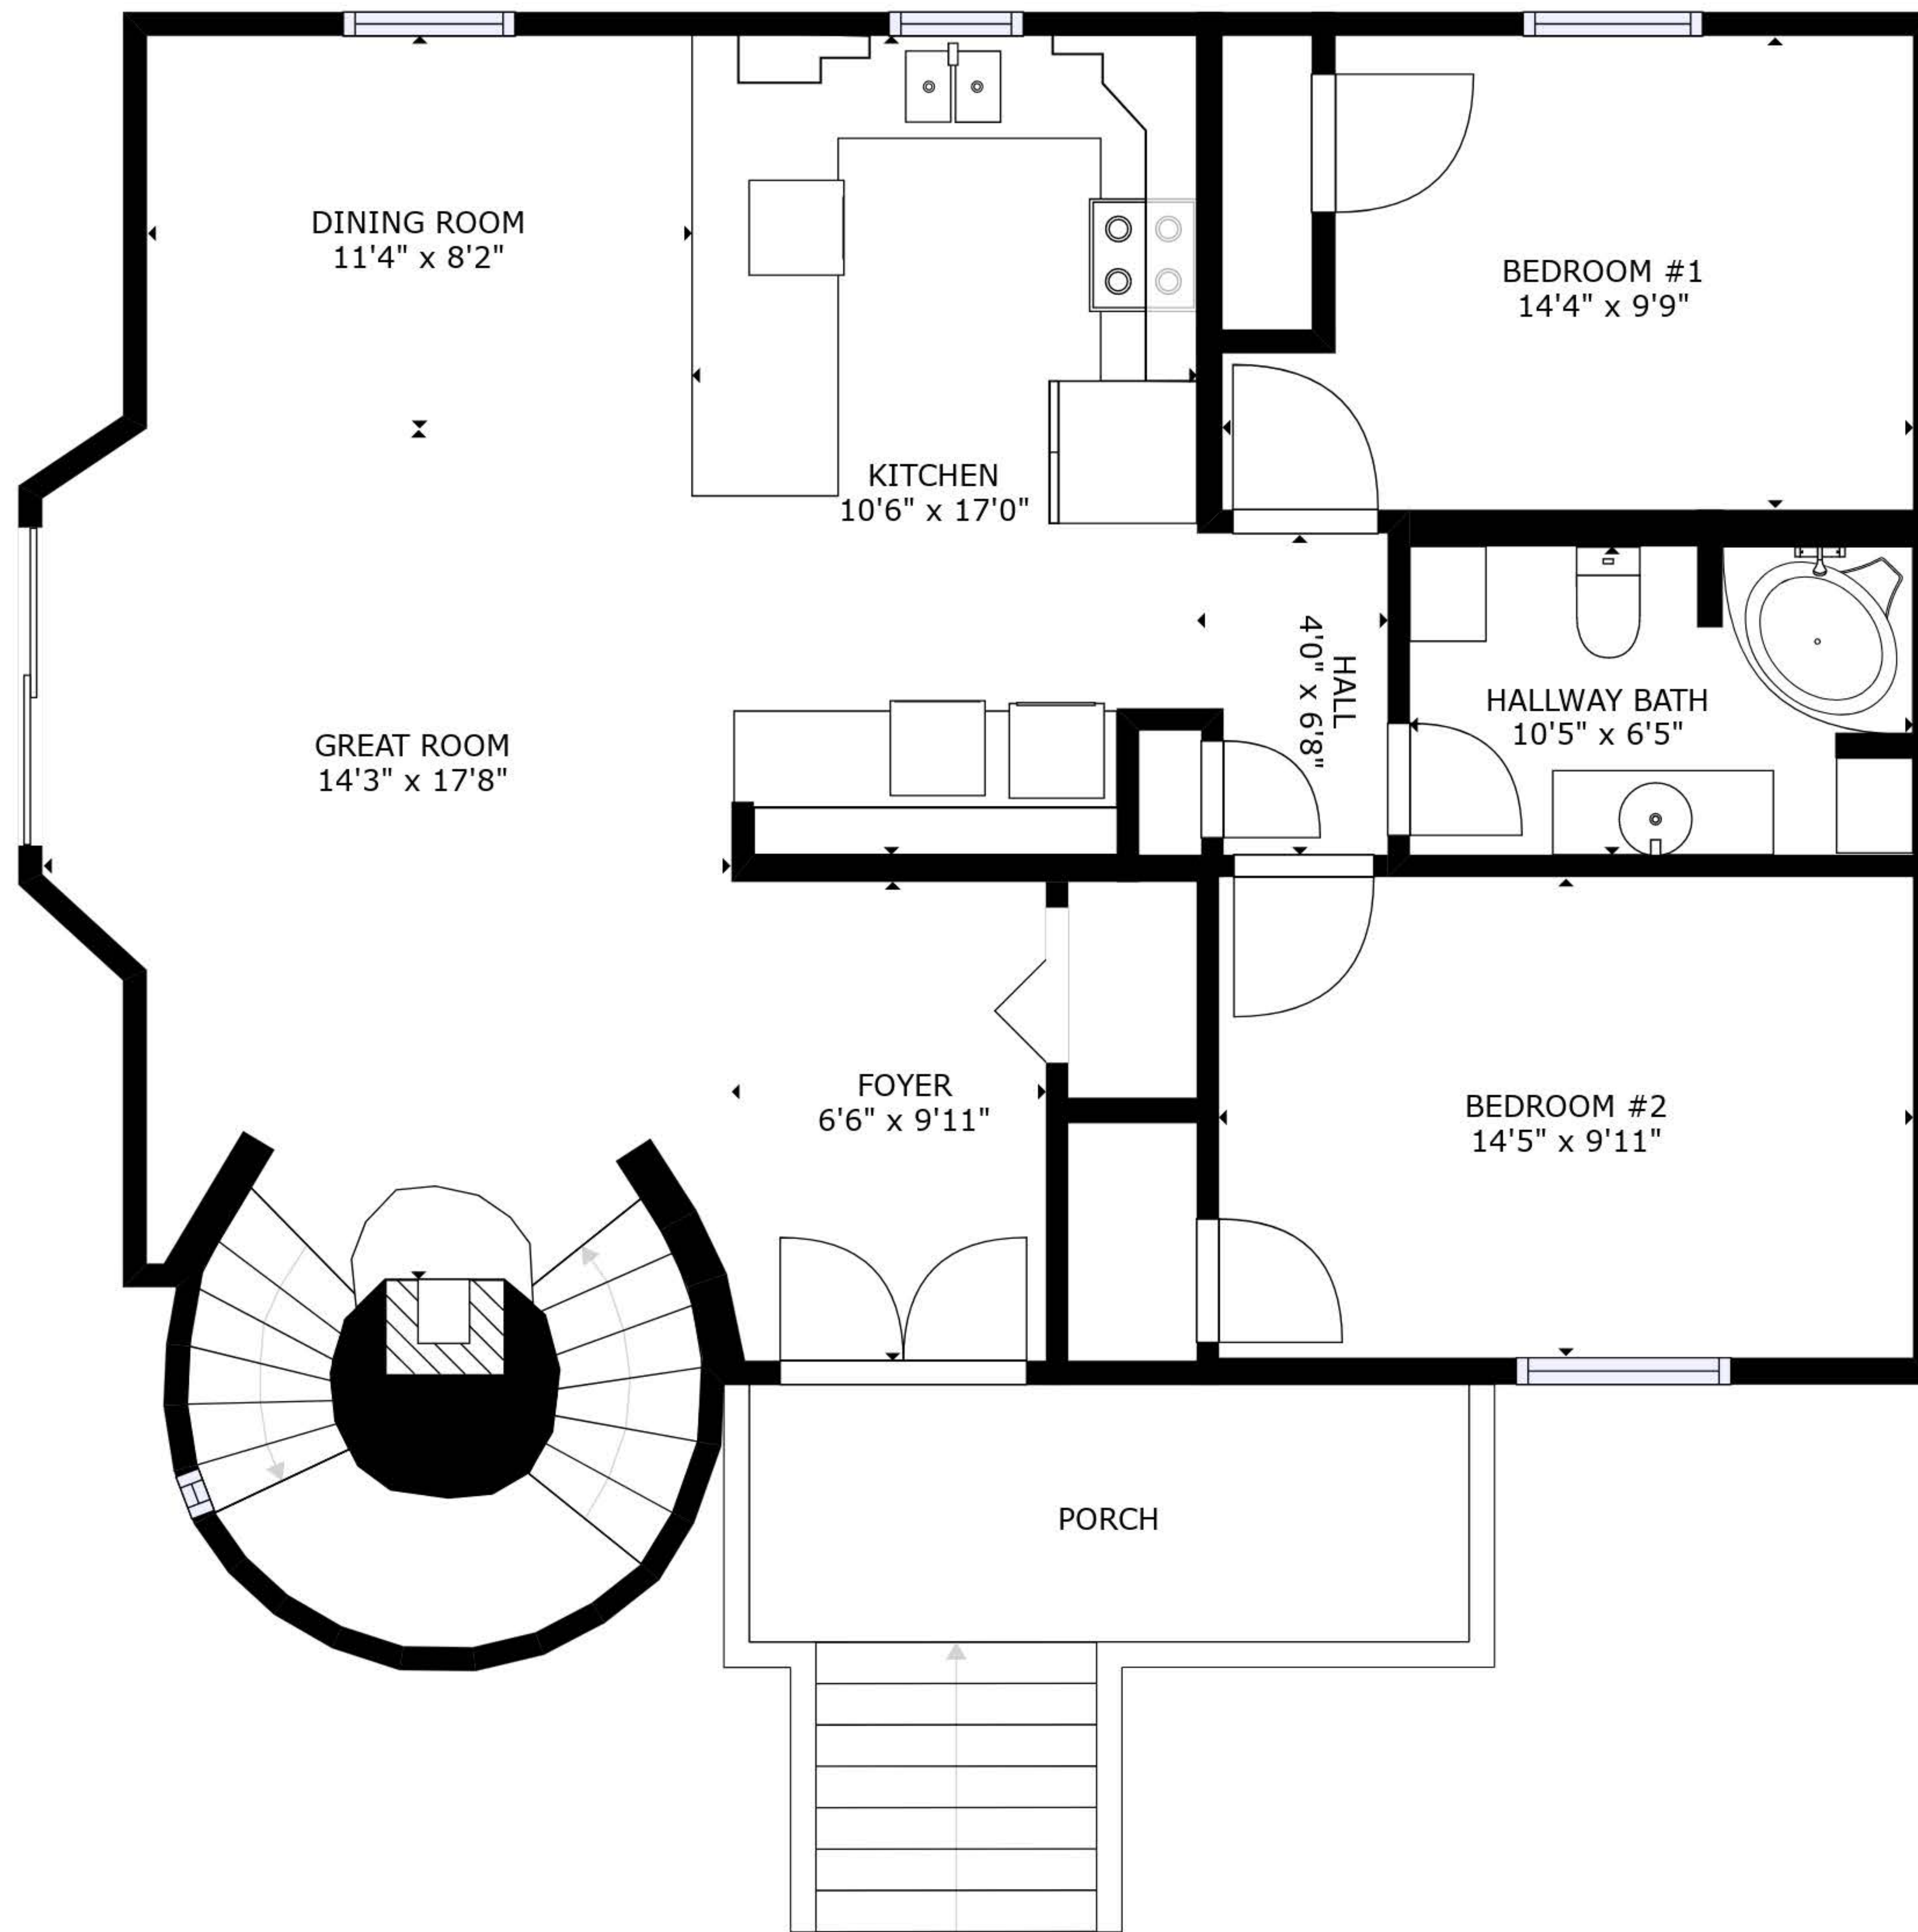 DINING ROOM
11'4" x 8'2"
BEDROOM #1
14'4" x 9'9"
KITCHEN
10'6" x 17'0"
HALL
4'0" x 6'8"
HALLWAY BATH
10'5" x 6'5"
GREAT ROOM
14'3" x 17'8"
FOYER
6'6" x 9'11"
BEDROOM #2
14'5" x 9'11"
PORCH